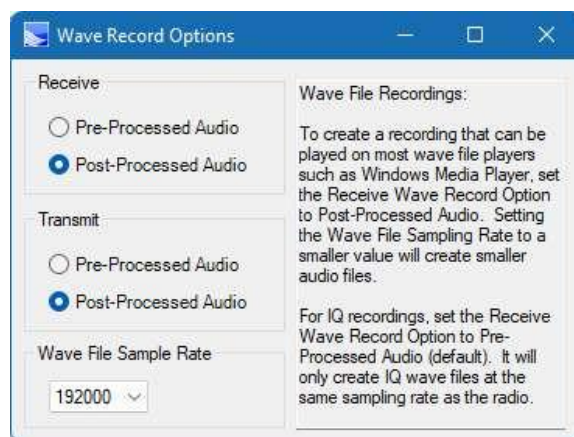 Wave Record Options
Receive
Pre-Processed Audio
Post-Processed Audio
Transmit
Pre-Processed Audio
Post-Processed Audio
Wave File Sample Rate
192000
Wave File Recordings:
To create a recording that can be
played on most wave file players
such as Windows Media Player, set
the Receive Wave Record Option
to Post-Processed Audio.  Setting
the Wave File Sampling Rate to a
smaller value will create smaller
audio files.
For IQ recordings, set the Receive
Wave Record Option to Pre-
Processed Audio (default).  It will
only create IQ wave files at the
same sampling rate as the radio.